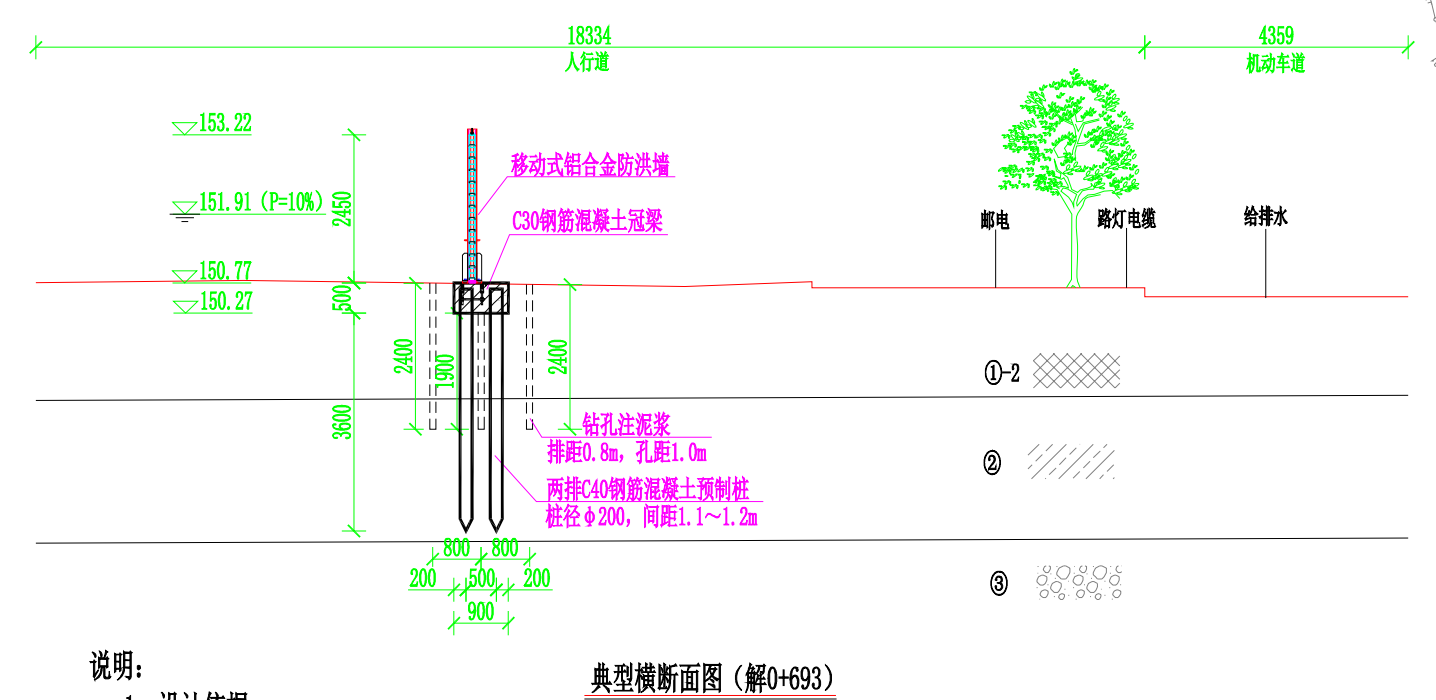 18334
人行道
4359
机动车道
153.22
151.91（P=10%）
150.77
150.27
2450
500
3600
移动式铝合金防洪墙
C30钢筋混凝土冠梁
邮电
路灯电缆
给排水
2400
1900
2400
①-2
②
③
钻孔注泥浆
排距0.8m，孔距1.0m
两排C40钢筋混凝土预制桩
桩径ϕ200，间距1.1～1.2m
800
800
200
500
200
900
说明：
典型横断面图（解0+693）